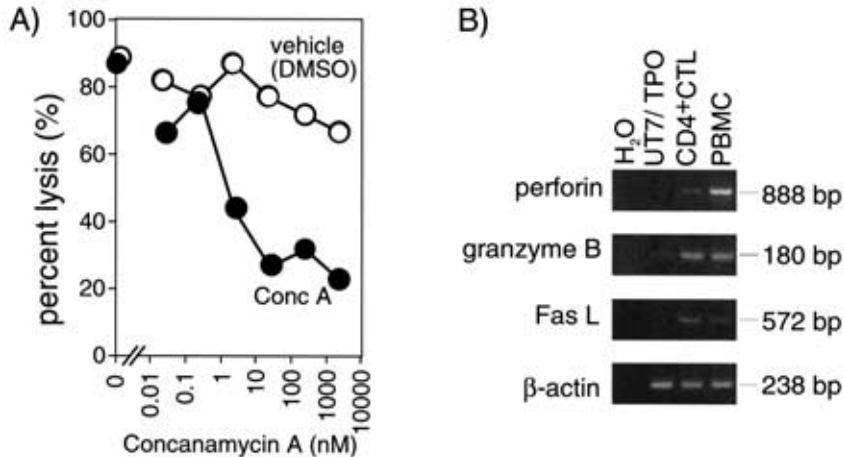 A)
percent lysis (%)
100
80
60
40
20
0
vehicle
(DMSO)
Conc A
0
0.01
0.1
1
10
100
1000
10000
Concanamycin A (nM)
B)
H₂O
UT7/ TPO
CD4+CTL
PBMC
perforin
888 bp
granzyme B
180 bp
Fas L
572 bp
β-actin
238 bp